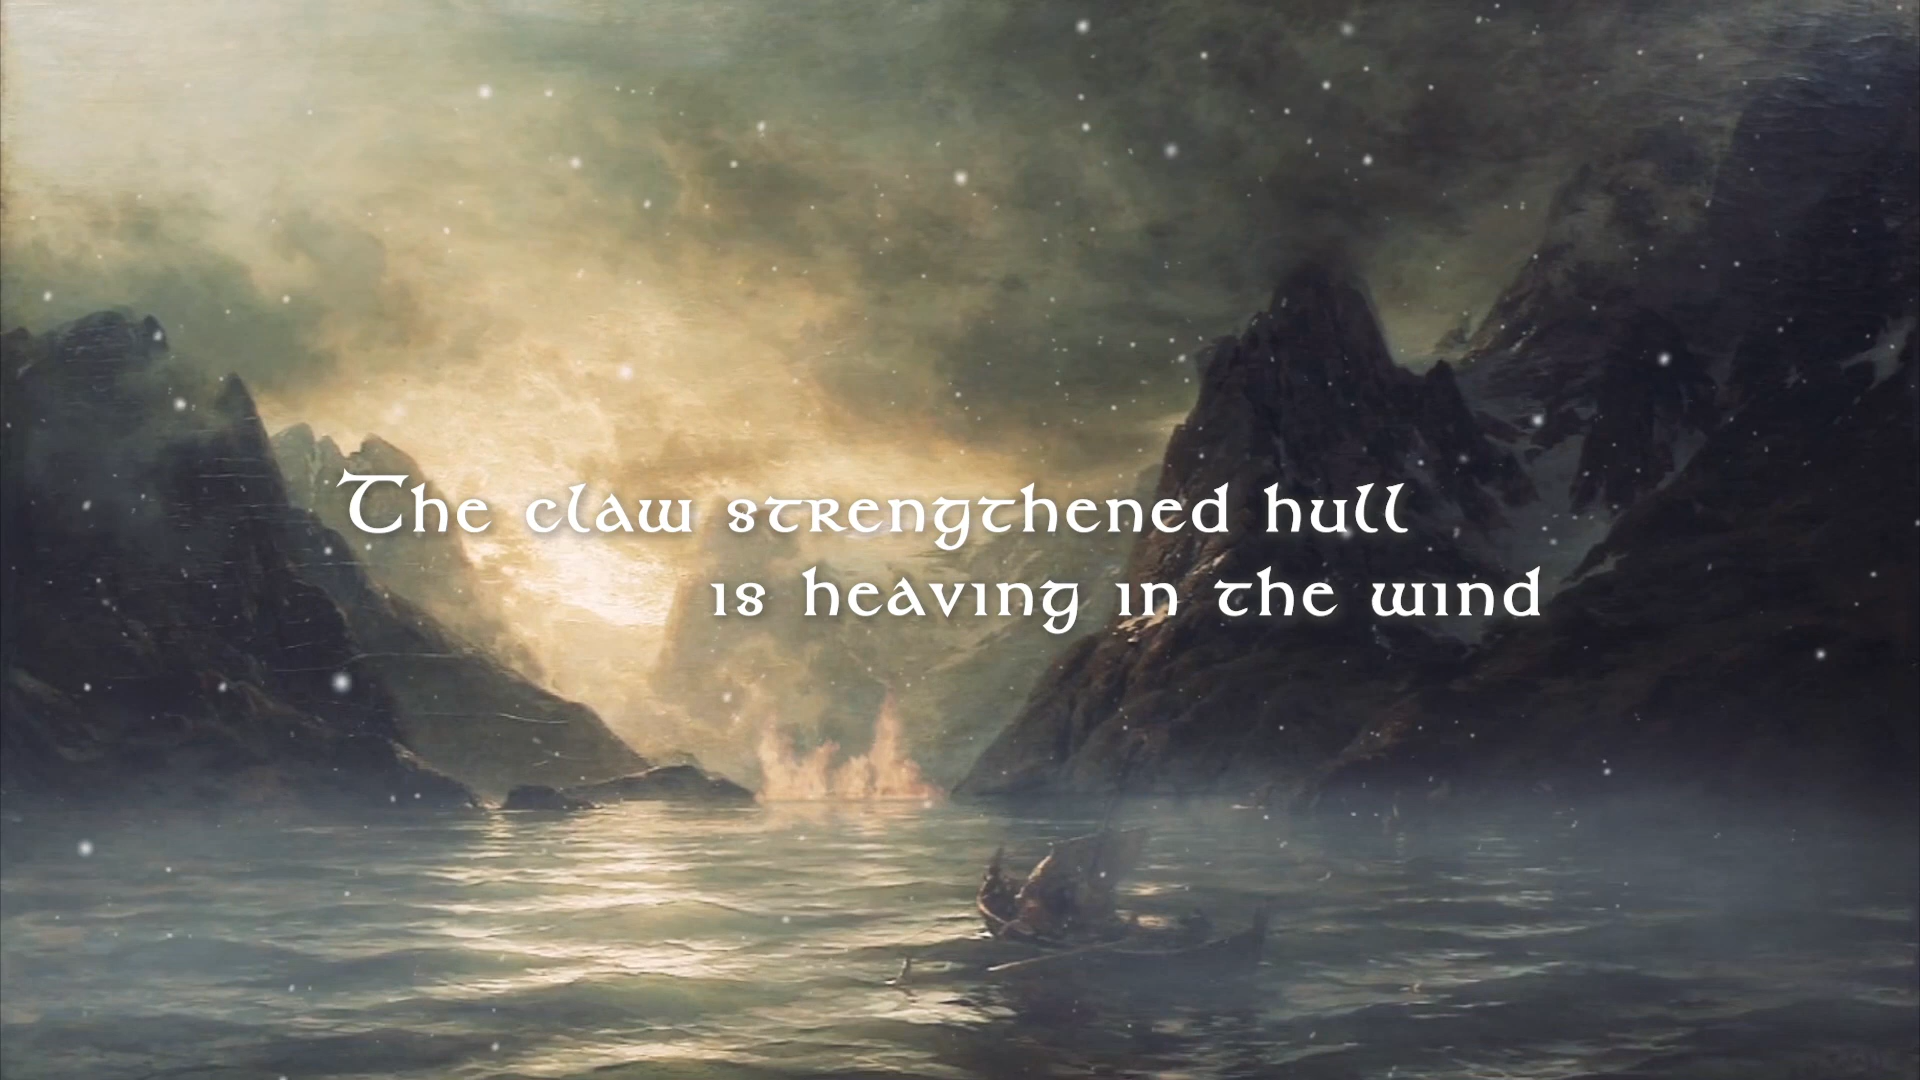 The claw strengthened hull
is heaving in the wind